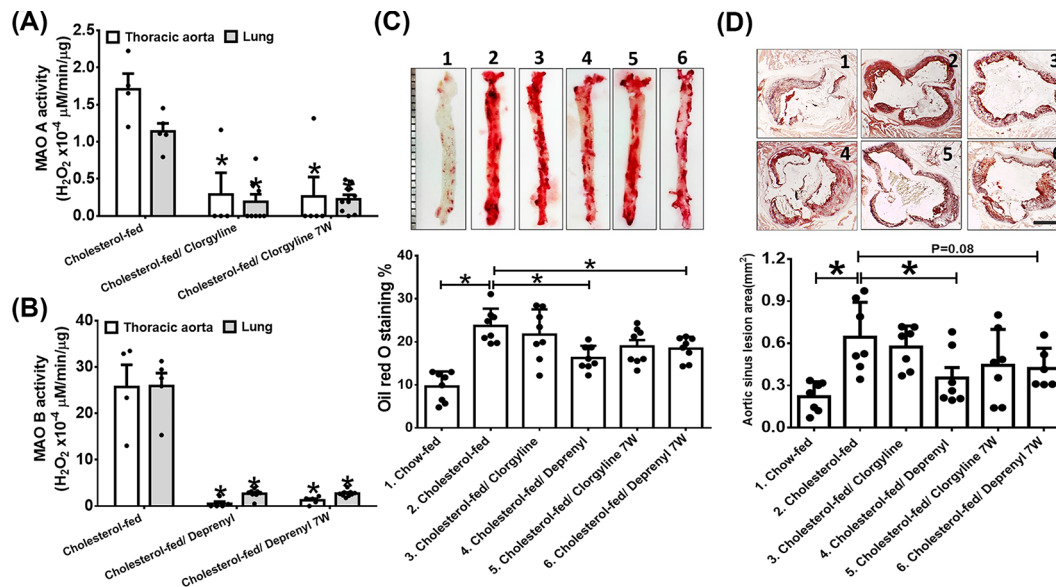 (A)
Thoracic aorta Lung
MAO A activity
(H2O2 x10-4 μM/min/μg)
2.5
2.0
1.5
1.0
0.5
0.0
*
*
*
Cholesterol-fed
Cholesterol-fed/ Clorgyline
Cholesterol-fed/ Clorgyline 7W
(B)
Thoracic aorta Lung
MAO B activity
(H2O2 x10-4 μM/min/μg)
40
30
20
10
0
* * * *
Cholesterol-fed
Cholesterol-fed/ Deprenyl
Cholesterol-fed/ Deprenyl 7W
(C)
1 2 3 4 5 6
Oil red O staining %
40
30
20
10
0
*
* *
1. Chow-fed
2. Cholesterol-fed
3. Cholesterol-fed/ Clorgyline
4. Cholesterol-fed/ Deprenyl
5. Cholesterol-fed/ Clorgyline 7W
6. Cholesterol-fed/ Deprenyl 7W
(D)
1 2 3
4 5 6
Aortic sinus lesion area(mm2)
1.2
0.9
0.6
0.3
0.0
P=0.08
* *
1. Chow-fed
2. Cholesterol-fed
3. Cholesterol-fed/ Clorgyline
4. Cholesterol-fed/ Deprenyl
5. Cholesterol-fed/ Clorgyline 7W
6. Cholesterol-fed/ Deprenyl 7W